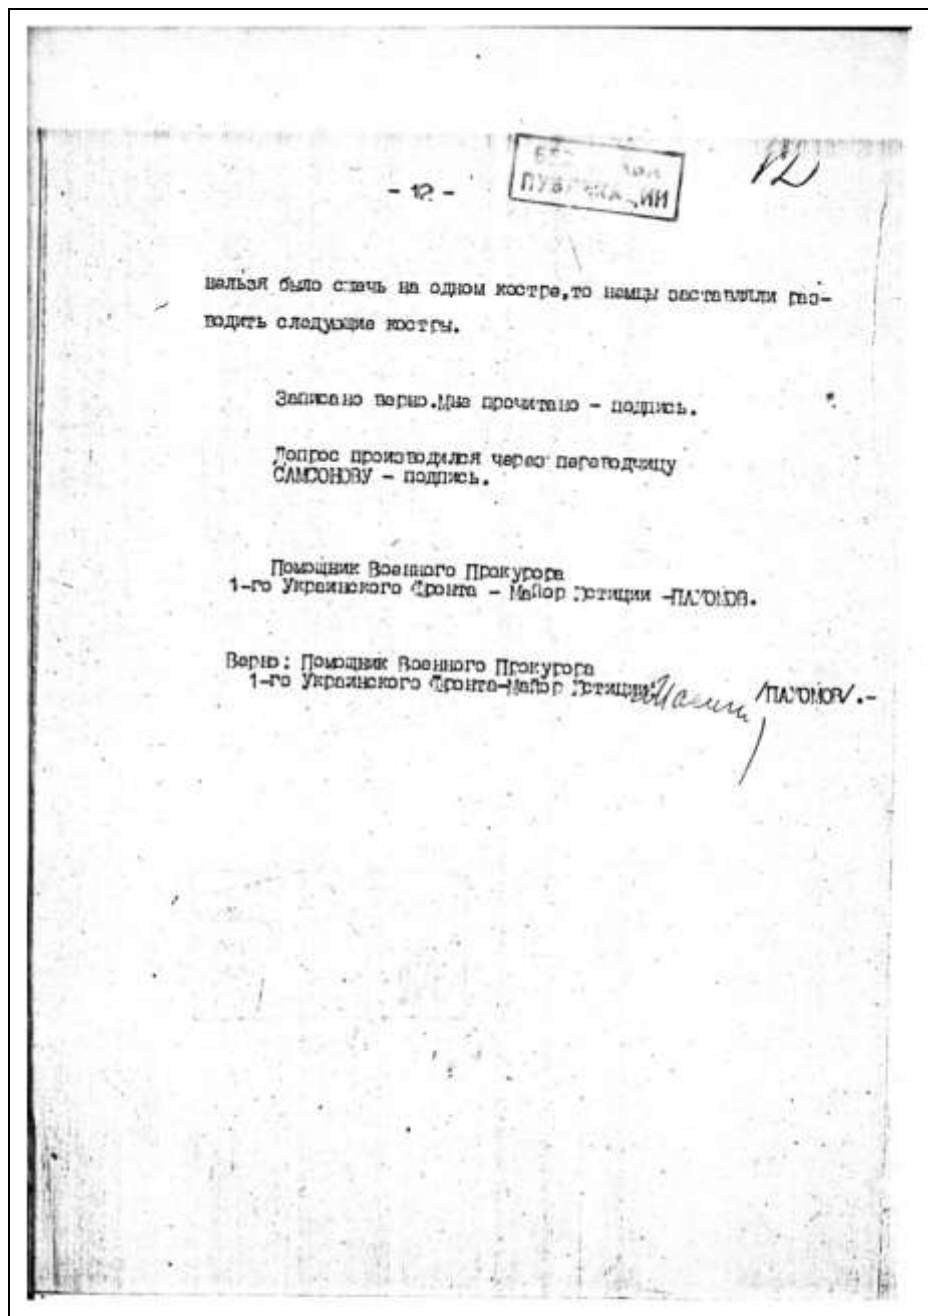 - 12 -
ПУБЛИКАЦИИ
12
нельзя было сжечь на одном костре,то немцы заставляли раз-
водить следующие костры.
Записано верно.Мне прочитано - подпись.
Допрос производился через переводчицу
САМСОНОВУ - подпись.
Помощник Военного Прокурора
1-го Украинского Фронта - Майор Юстиции -ПАХОМОВ.
Верно: Помощник Военного Прокурора
1-го Украинского Фронта-Майор Юстиции /ПАХОМОВ/.-